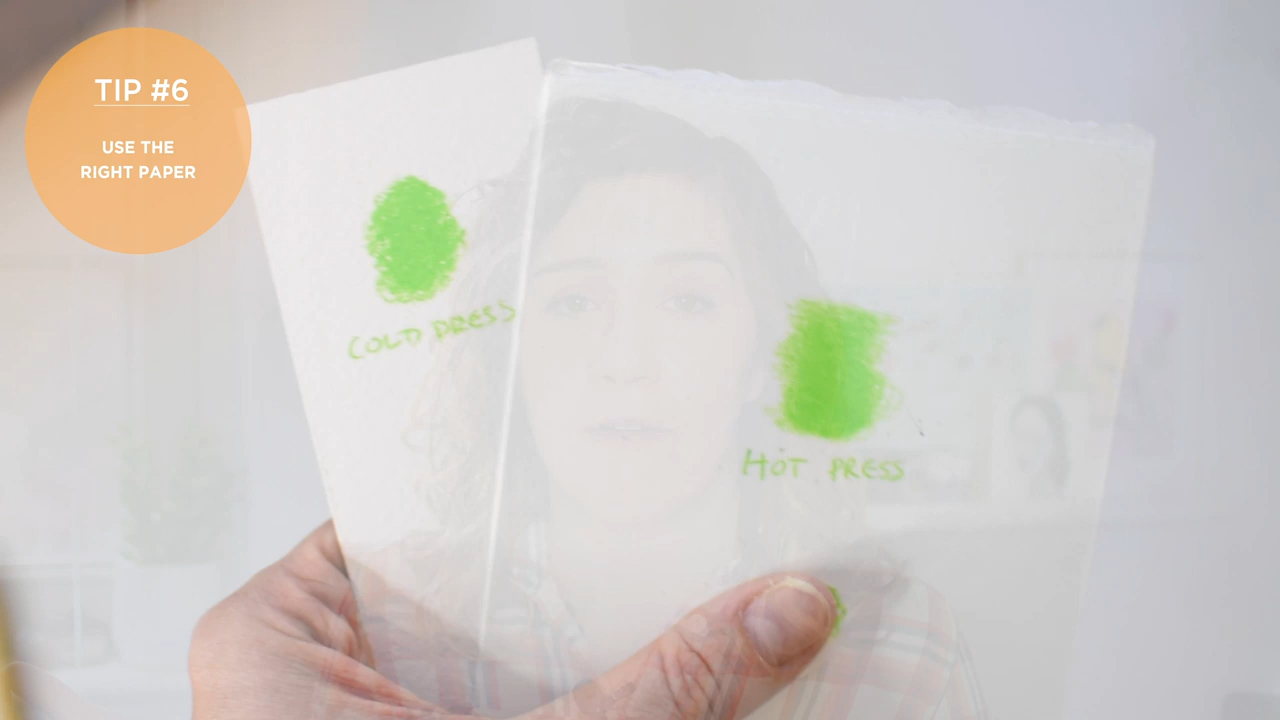 TIP #6
USE THE
RIGHT PAPER
COLD PRESS
HOT PRESS